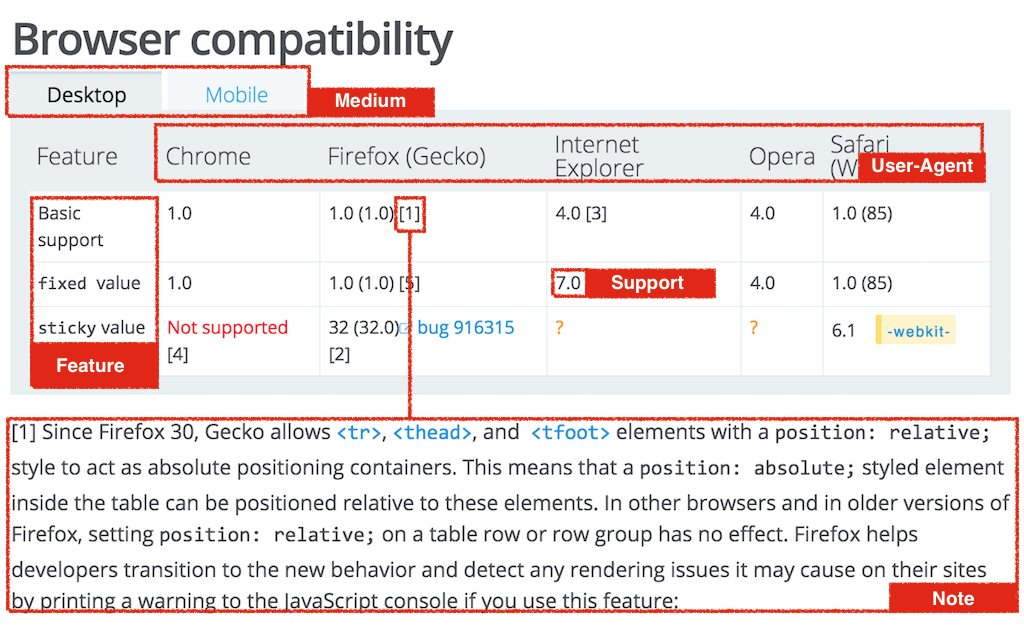 Browser compatibility
Desktop Mobile Medium
Feature Chrome Firefox (Gecko) Internet Explorer Opera Safari
User-Agent
Basic support 1.0 1.0 (1.0) [1] 4.0 [3] 4.0 1.0 (85)
fixed value 1.0 1.0 (1.0) [5] 7.0 Support 4.0 1.0 (85)
sticky value Not supported [4] 32 (32.0) bug 916315 [2] ? ? 6.1 -webkit-
Feature
[1] Since Firefox 30, Gecko allows <tr>, <thead>, and <tfoot> elements with a position: relative;
style to act as absolute positioning containers. This means that a position: absolute; styled element
inside the table can be positioned relative to these elements. In other browsers and in older versions of
Firefox, setting position: relative; on a table row or row group has no effect. Firefox helps
developers transition to the new behavior and detect any rendering issues it may cause on their sites
by printing a warning to the JavaScript console if you use this feature:
Note